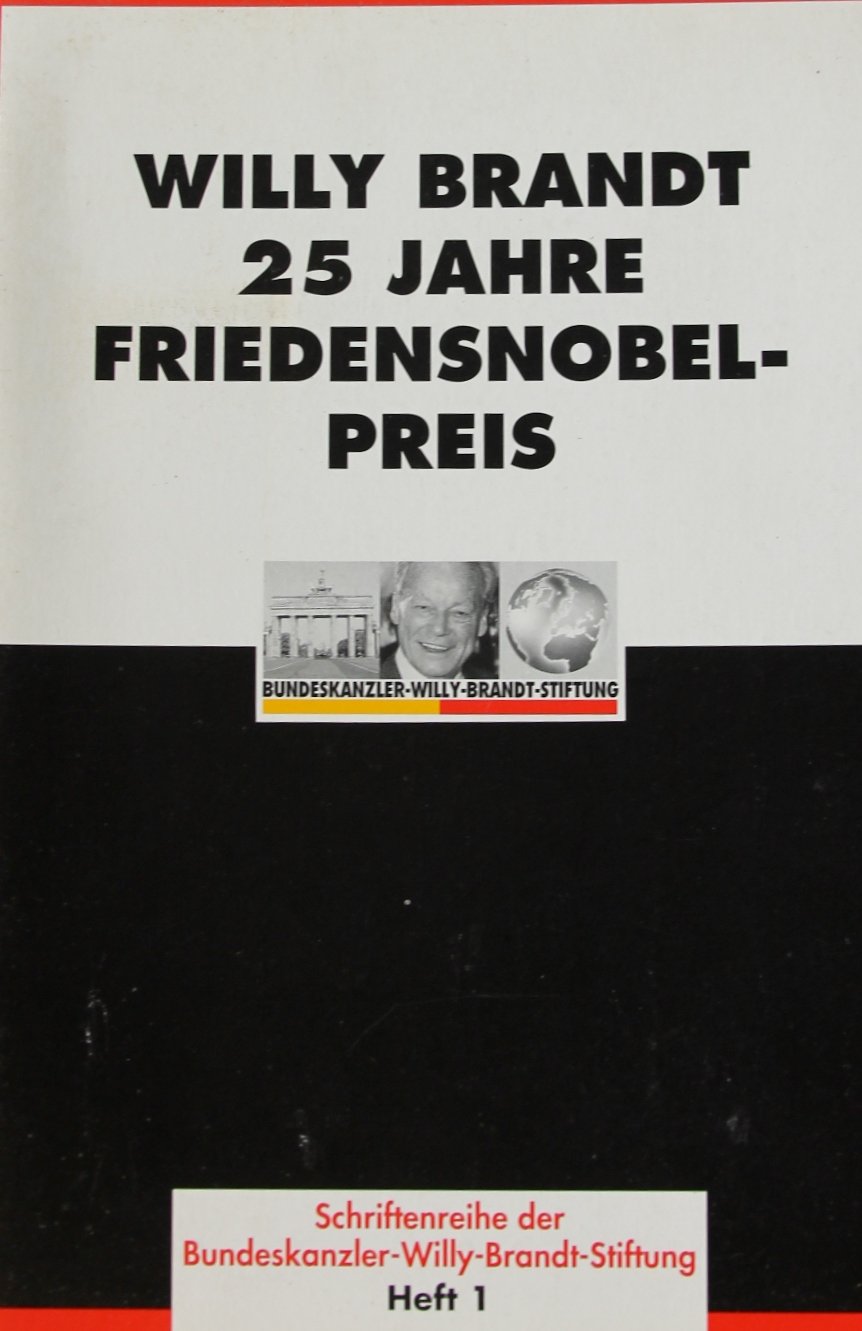 WILLY BRANDT
25 JAHRE
FRIEDENSNOBEL-
PREIS
BUNDESKANZLER-WILLY-BRANDT-STIFTUNG
Schriftenreihe der
Bundeskanzler-Willy-Brandt-Stiftung
Heft 1